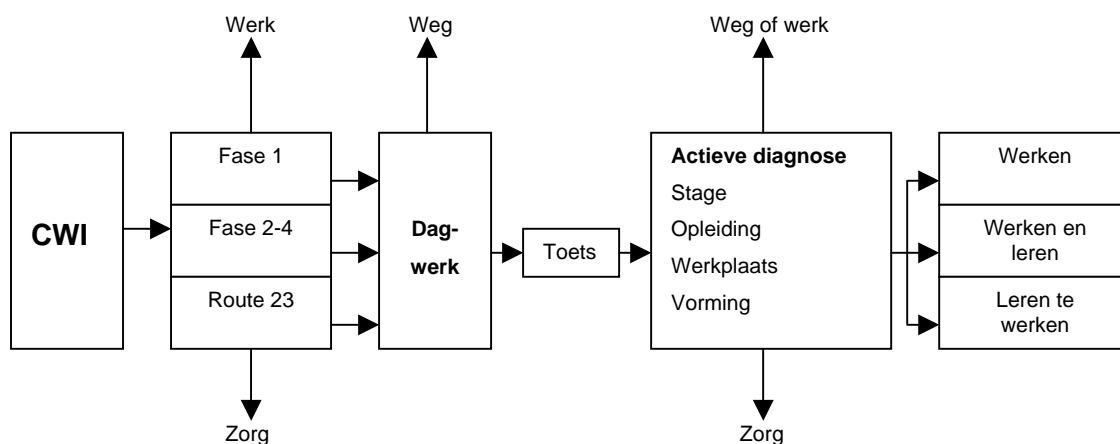 Werk
Weg
Weg of werk
CWI
Fase 1
Fase 2-4
Route 23
Dag-
werk
Toets
Actieve diagnose
Stage
Opleiding
Werkplaats
Vorming
Werken
Werken en
leren
Leren te
werken
Zorg
Zorg